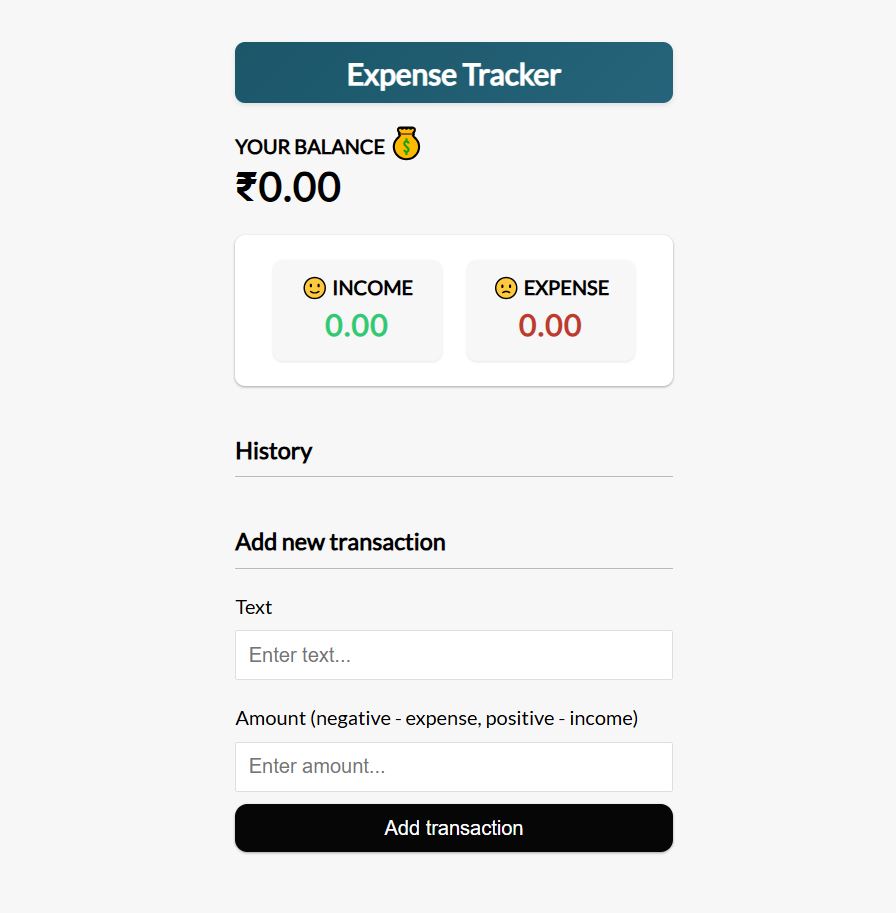 Expense Tracker
YOUR BALANCE 💰
₹0.00
🙂 INCOME
0.00
🙁 EXPENSE
0.00
History
Add new transaction
Text
Enter text...
Amount (negative - expense, positive - income)
Enter amount...
Add transaction